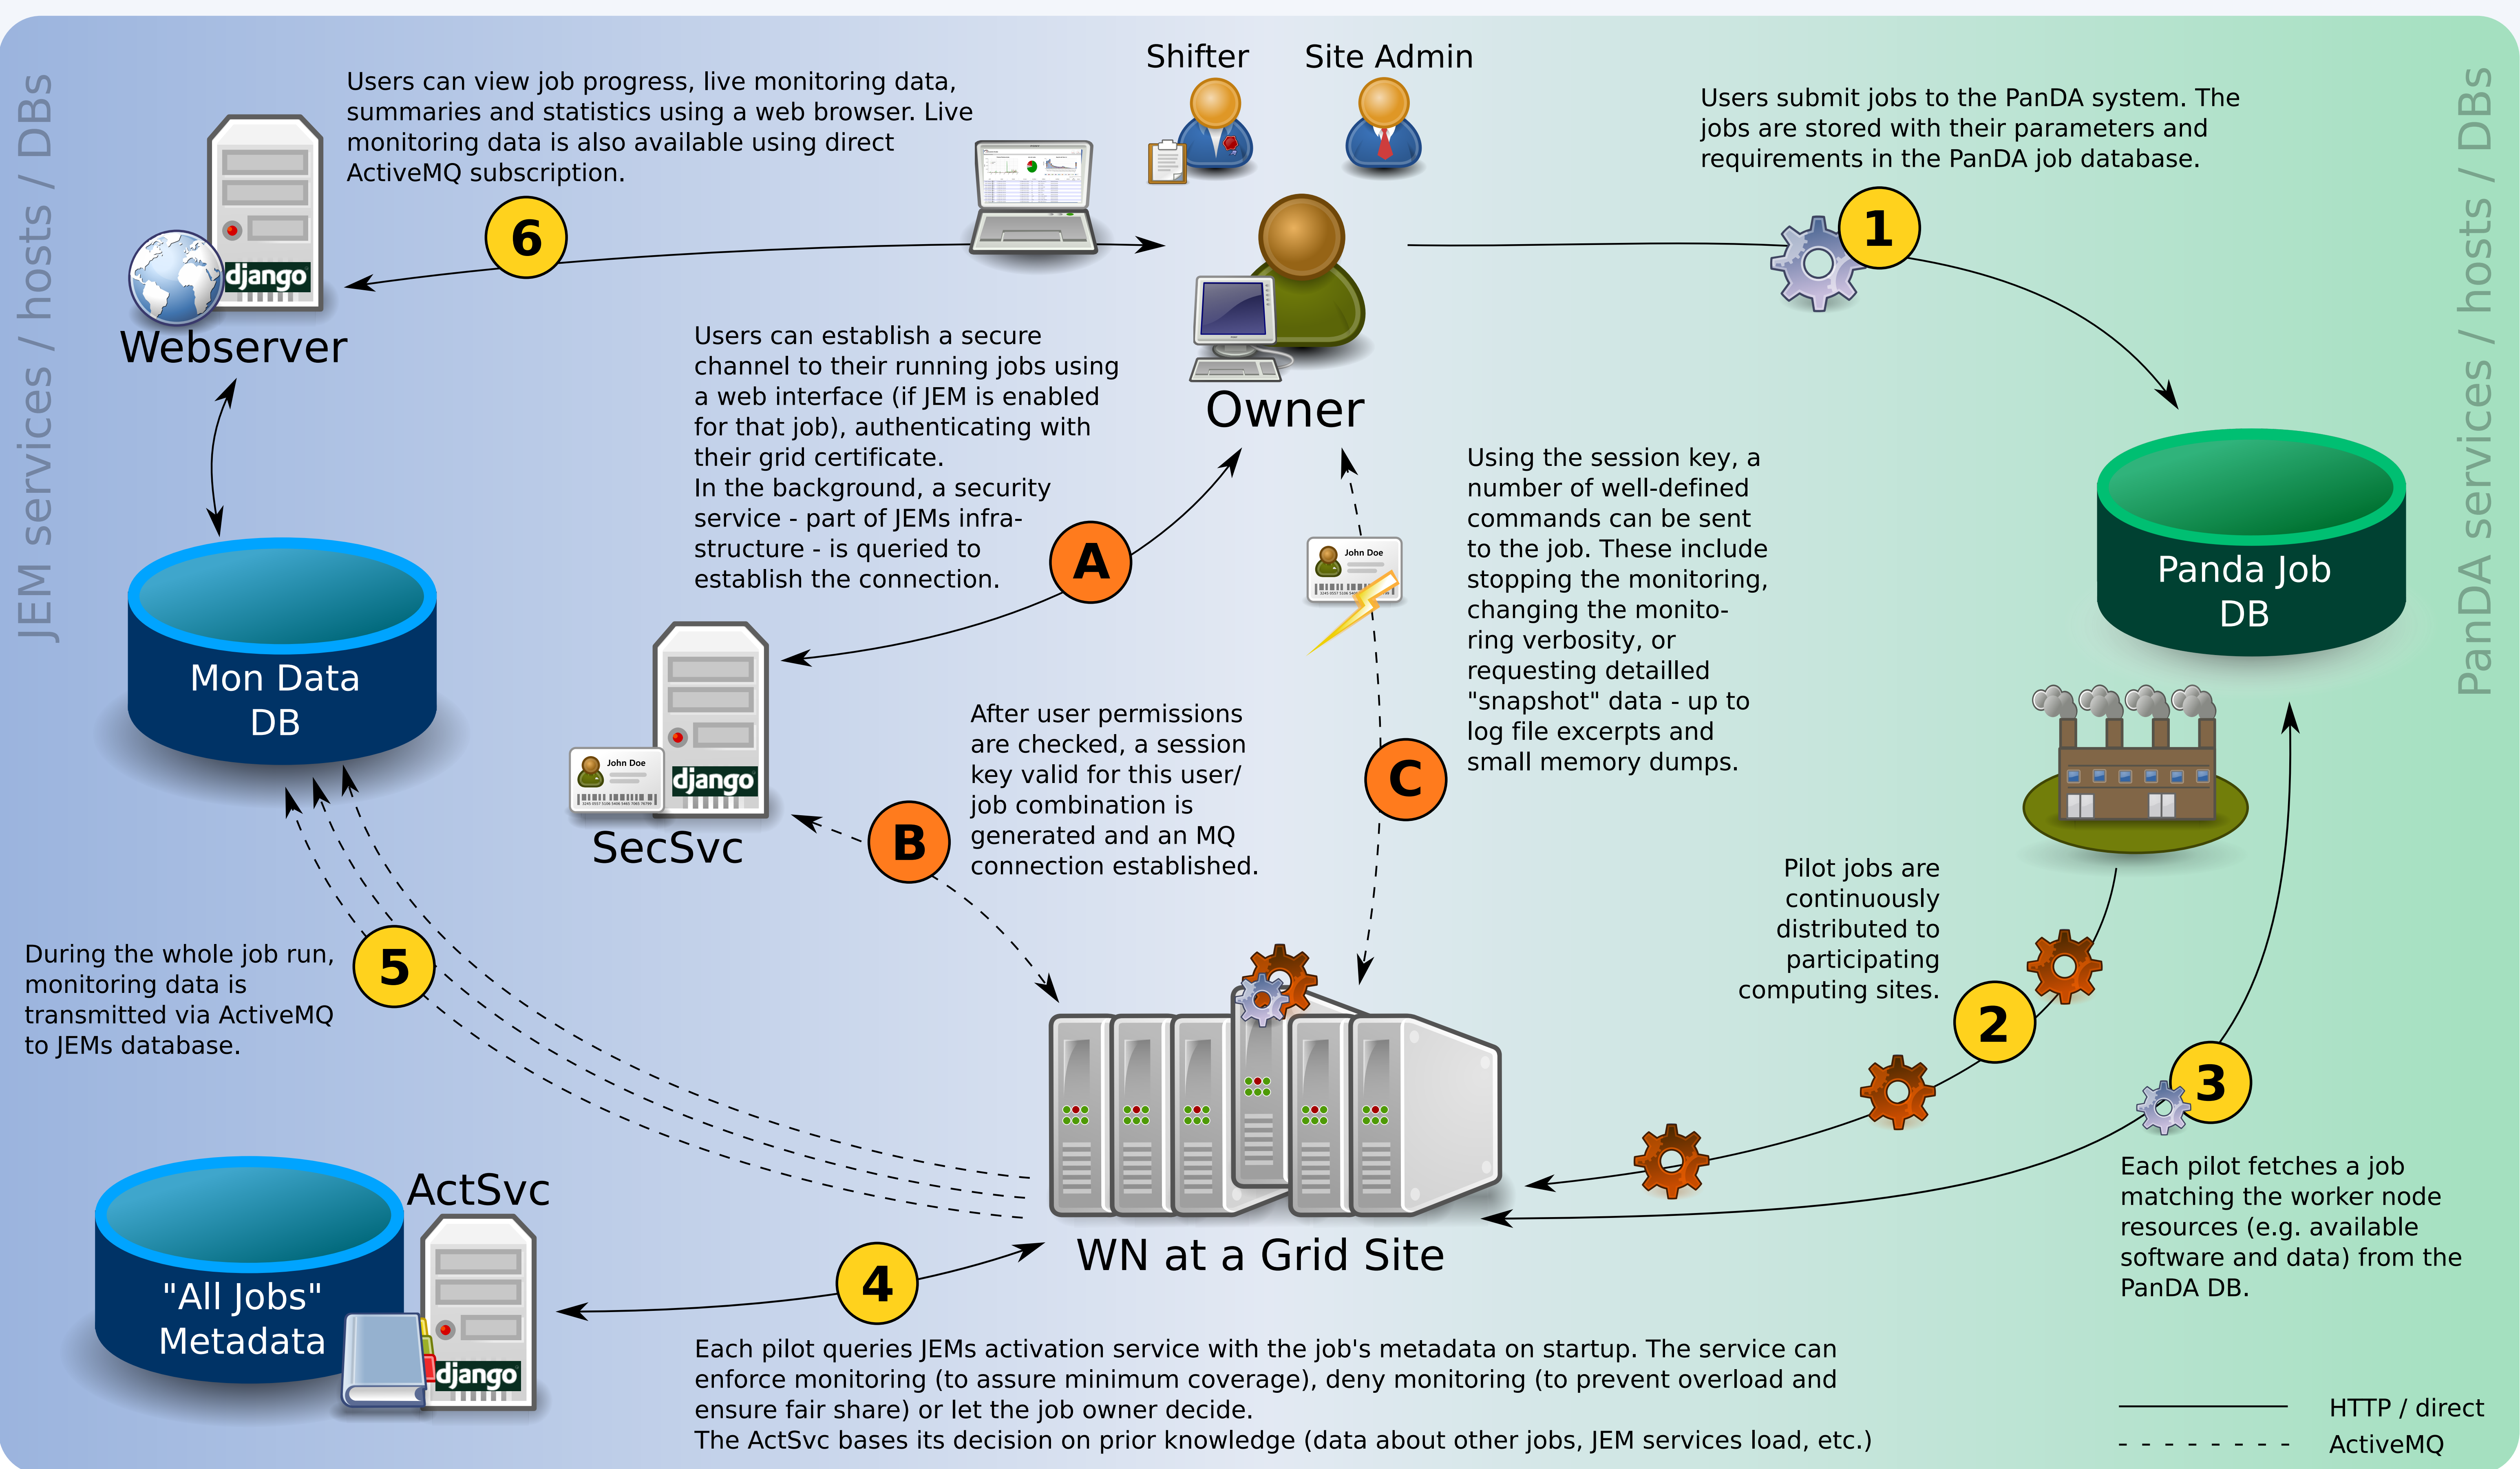 Shifter
Site Admin
Users can view job progress, live monitoring data,
summaries and statistics using a web browser. Live
monitoring data is also available using direct
ActiveMQ subscription.
Users submit jobs to the PanDA system. The
jobs are stored with their parameters and
requirements in the PanDA job database.
JEM services / hosts / DBs
PanDA services / hosts / DBs
6
1
django
Webserver
Owner
Users can establish a secure
channel to their running jobs using
a web interface (if JEM is enabled
for that job), authenticating with
their grid certificate.
In the background, a security
service - part of JEMs infra-
structure - is queried to
establish the connection.
A
John Doe
Using the session key, a
number of well-defined
commands can be sent
to the job. These include
stopping the monitoring,
changing the monito-
ring verbosity, or
requesting detailled
"snapshot" data - up to
log file excerpts and
small memory dumps.
Panda Job
DB
Mon Data
DB
John Doe
django
SecSvc
B
After user permissions
are checked, a session
key valid for this user/
job combination is
generated and an MQ
connection established.
C
Pilot jobs are
continuously
distributed to
participating
computing sites.
2
During the whole job run,
monitoring data is
transmitted via ActiveMQ
to JEMs database.
5
3
Each pilot fetches a job
matching the worker node
resources (e.g. available
software and data) from the
PanDA DB.
ActSvc
"All Jobs"
Metadata
django
WN at a Grid Site
4
Each pilot queries JEMs activation service with the job's metadata on startup. The service can
enforce monitoring (to assure minimum coverage), deny monitoring (to prevent overload and
ensure fair share) or let the job owner decide.
The ActSvc bases its decision on prior knowledge (data about other jobs, JEM services load, etc.)
HTTP / direct
ActiveMQ